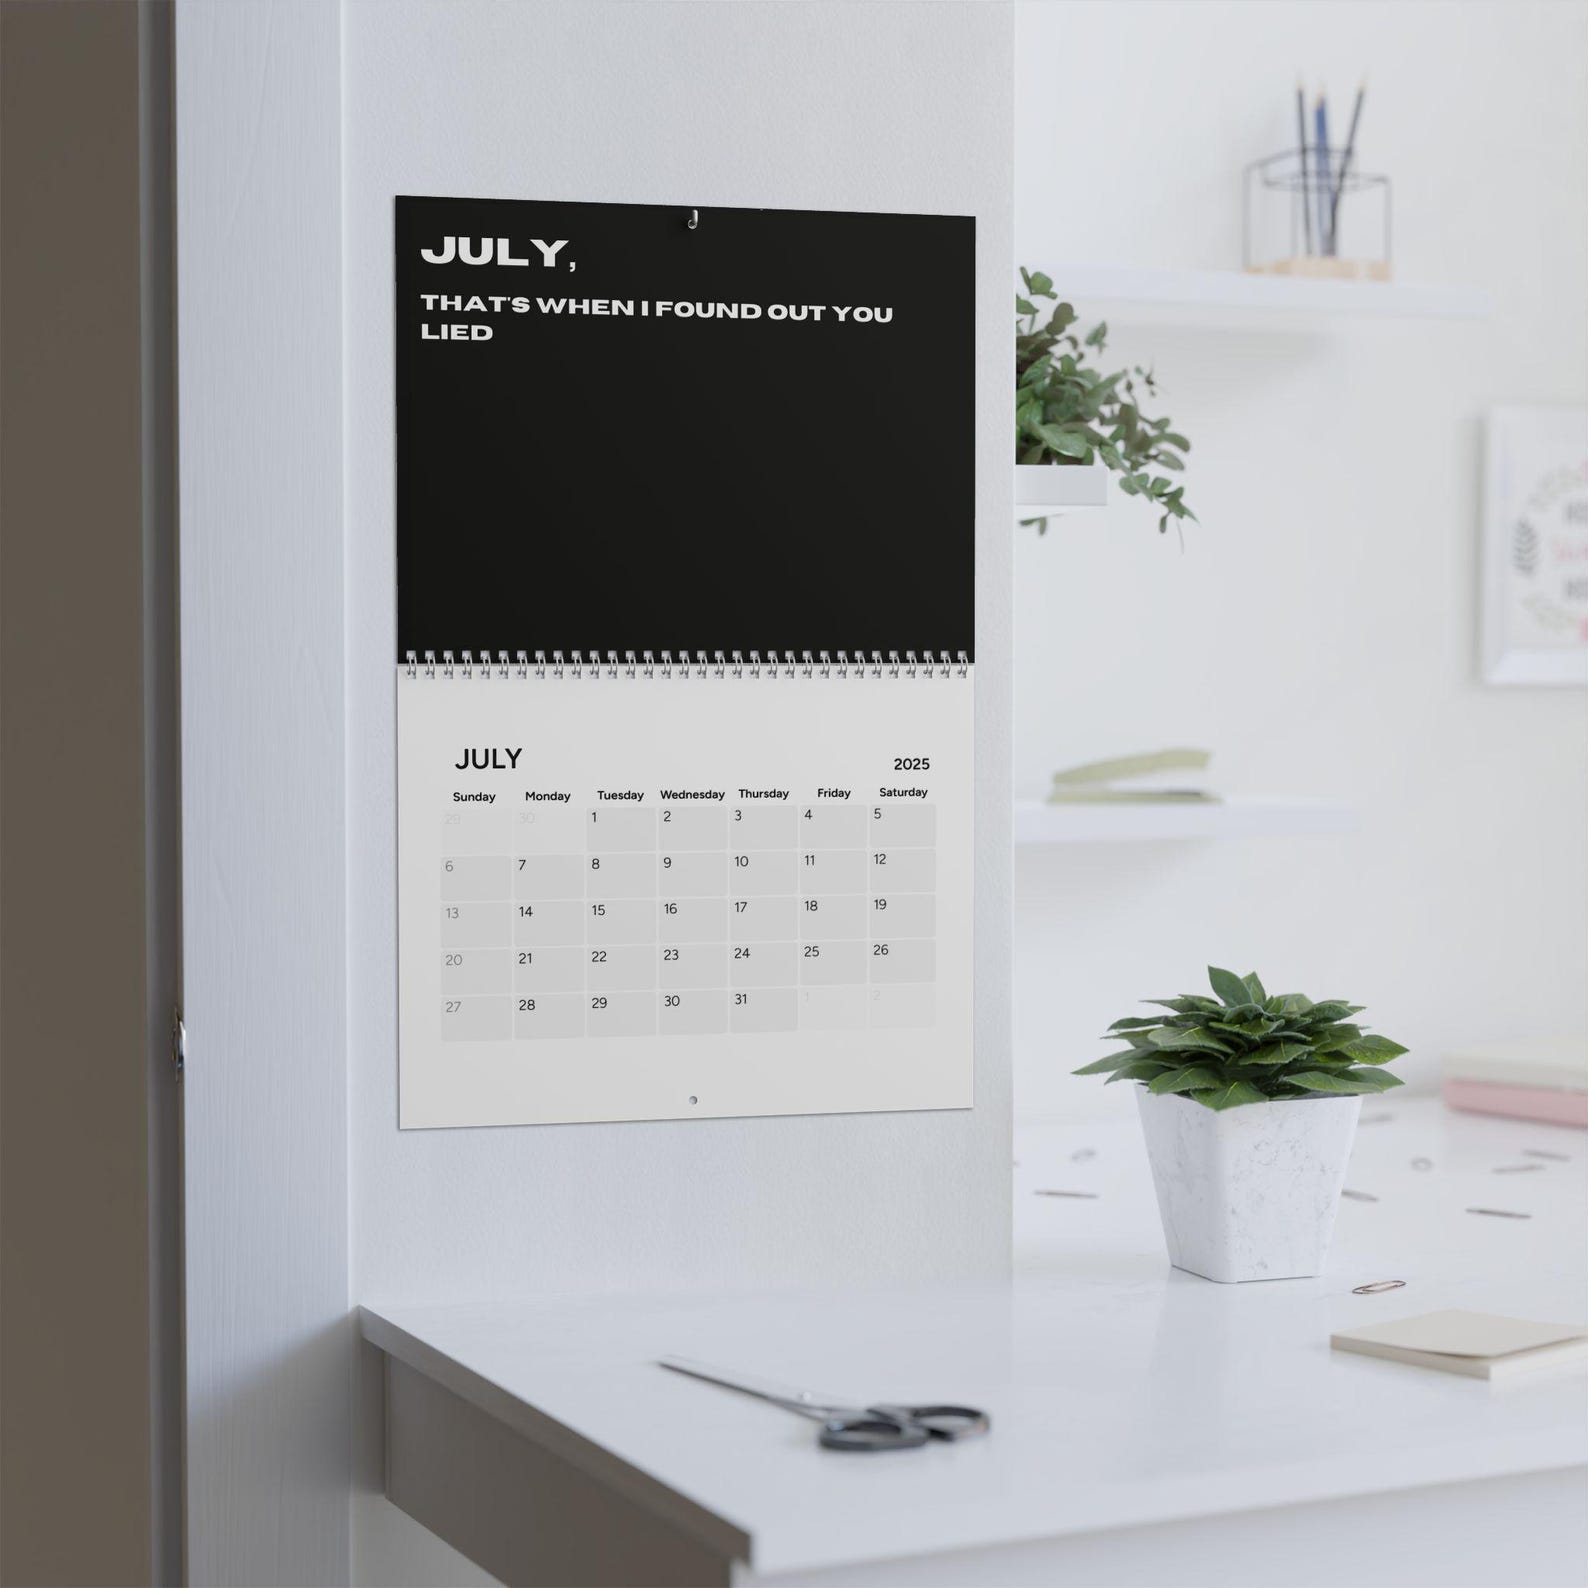 JULY,
THAT'S WHEN I FOUND OUT YOU
LIED
JULY
2025
Sunday Monday Tuesday Wednesday Thursday Friday Saturday
29 30 1 2 3 4 5
6 7 8 9 10 11 12
13 14 15 16 17 18 19
20 21 22 23 24 25 26
27 28 29 30 31 1 2